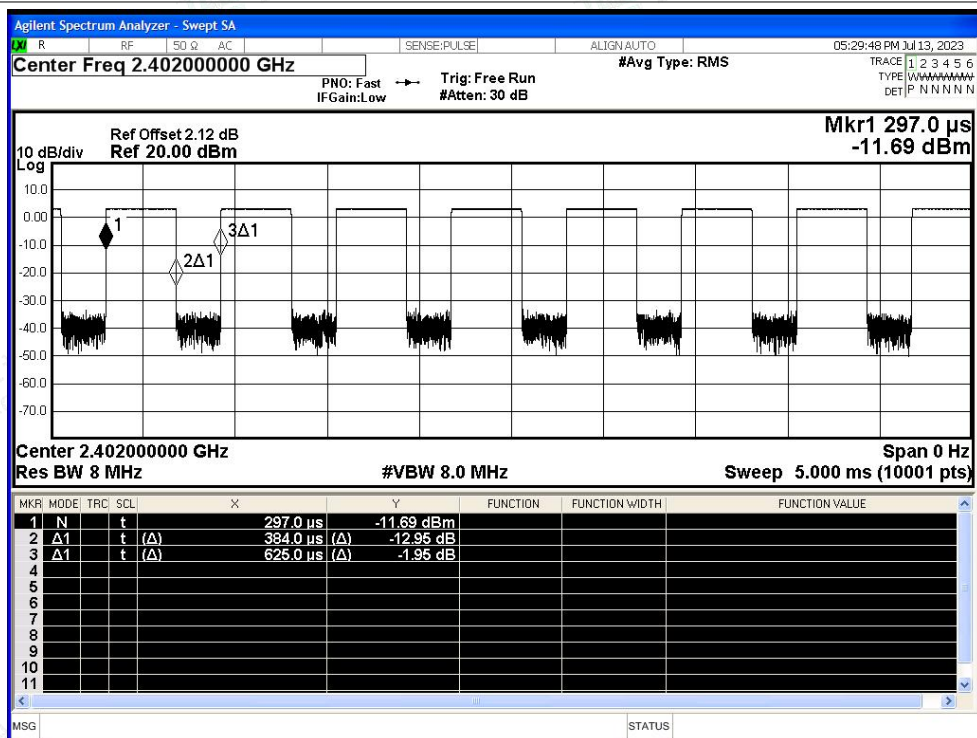 Agilent Spectrum Analyzer - Swept SA
LXI R RF 50 Ω AC SENSE:PULSE ALIGN AUTO 05:29:48 PM Jul 13, 2023
Center Freq 2.402000000 GHz #Avg Type: RMS TRACE 1 2 3 4 5 6
PNO: Fast Trig: Free Run TYPE WWWWWW
IFGain:Low #Atten: 30 dB DET P N N N N N
Ref Offset 2.12 dB Mkr1 297.0 µs
10 dB/div Ref 20.00 dBm -11.69 dBm
Log
10.0
0.00
1
3Δ1
-10.0
2Δ1
-20.0
-30.0
-40.0
-50.0
-60.0
-70.0
Center 2.402000000 GHz Span 0 Hz
Res BW 8 MHz #VBW 8.0 MHz Sweep 5.000 ms (10001 pts)
MKR MODE TRC SCL X Y FUNCTION FUNCTION WIDTH FUNCTION VALUE
1 N t 297.0 µs -11.69 dBm
2 Δ1 t (Δ) 384.0 µs (Δ) -12.95 dB
3 Δ1 t (Δ) 625.0 µs (Δ) -1.95 dB
4
5
6
7
8
9
10
11
MSG STATUS